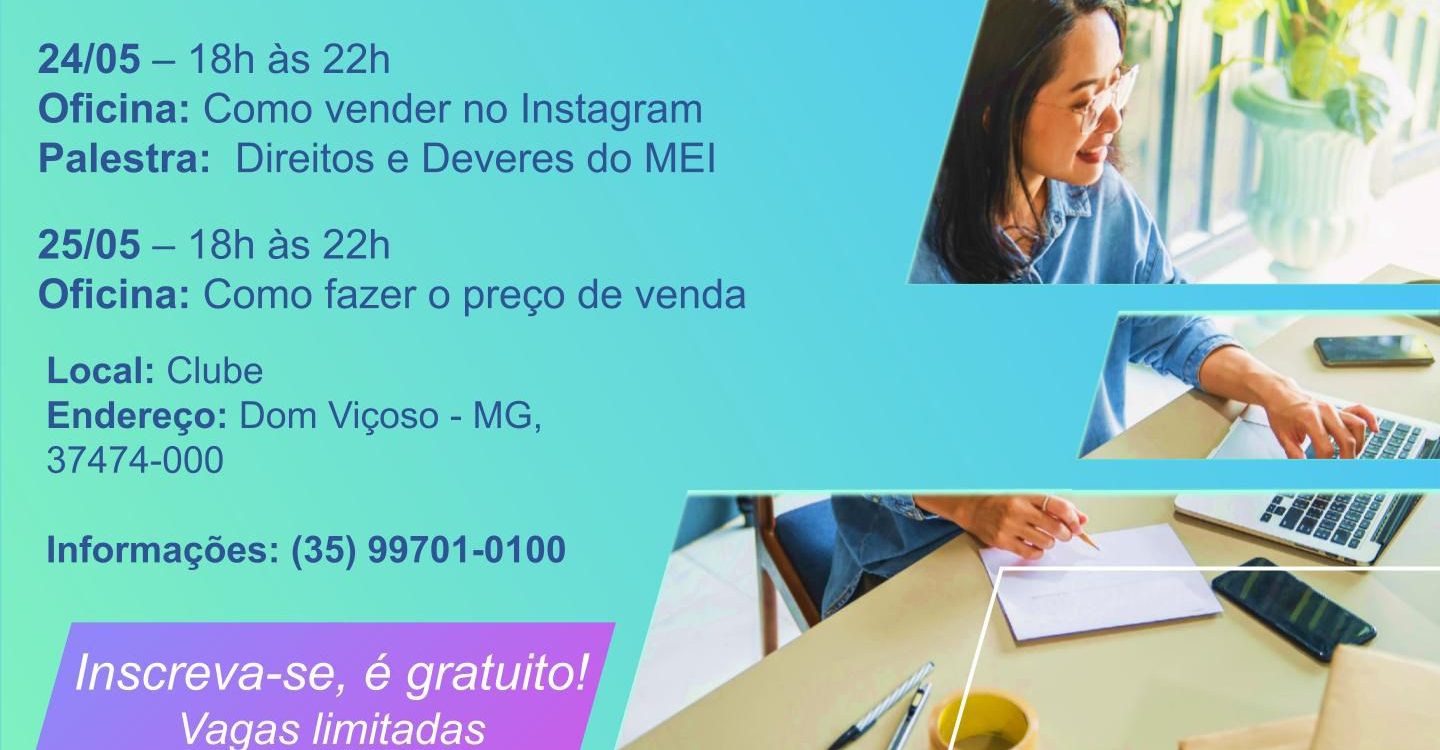 24/05 – 18h às 22h
Oficina: Como vender no Instagram
Palestra: Direitos e Deveres do MEI
25/05 – 18h às 22h
Oficina: Como fazer o preço de venda
Local: Clube
Endereço: Dom Viçoso - MG,
37474-000
Informações: (35) 99701-0100
Inscreva-se, é gratuito!
Vagas limitadas